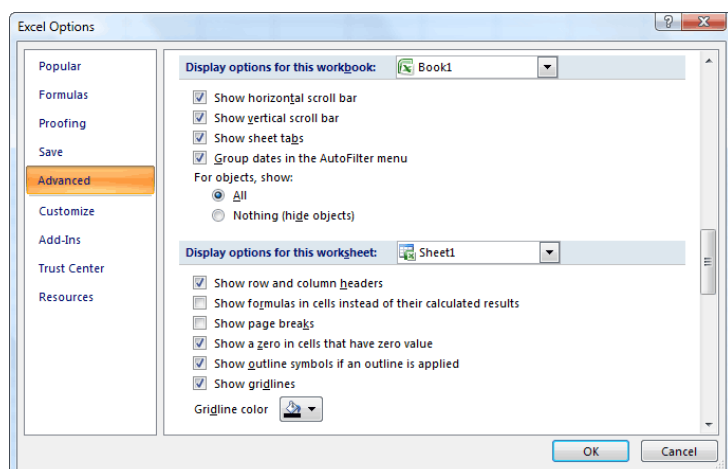 Excel Options
Popular
Formulas
Proofing
Save
Advanced
Customize
Add-Ins
Trust Center
Resources
Display options for this workbook: Book1
Show horizontal scroll bar
Show vertical scroll bar
Show sheet tabs
Group dates in the AutoFilter menu
For objects, show:
All
Nothing (hide objects)
Display options for this worksheet: Sheet1
Show row and column headers
Show formulas in cells instead of their calculated results
Show page breaks
Show a zero in cells that have zero value
Show outline symbols if an outline is applied
Show gridlines
Gridline color
OK Cancel